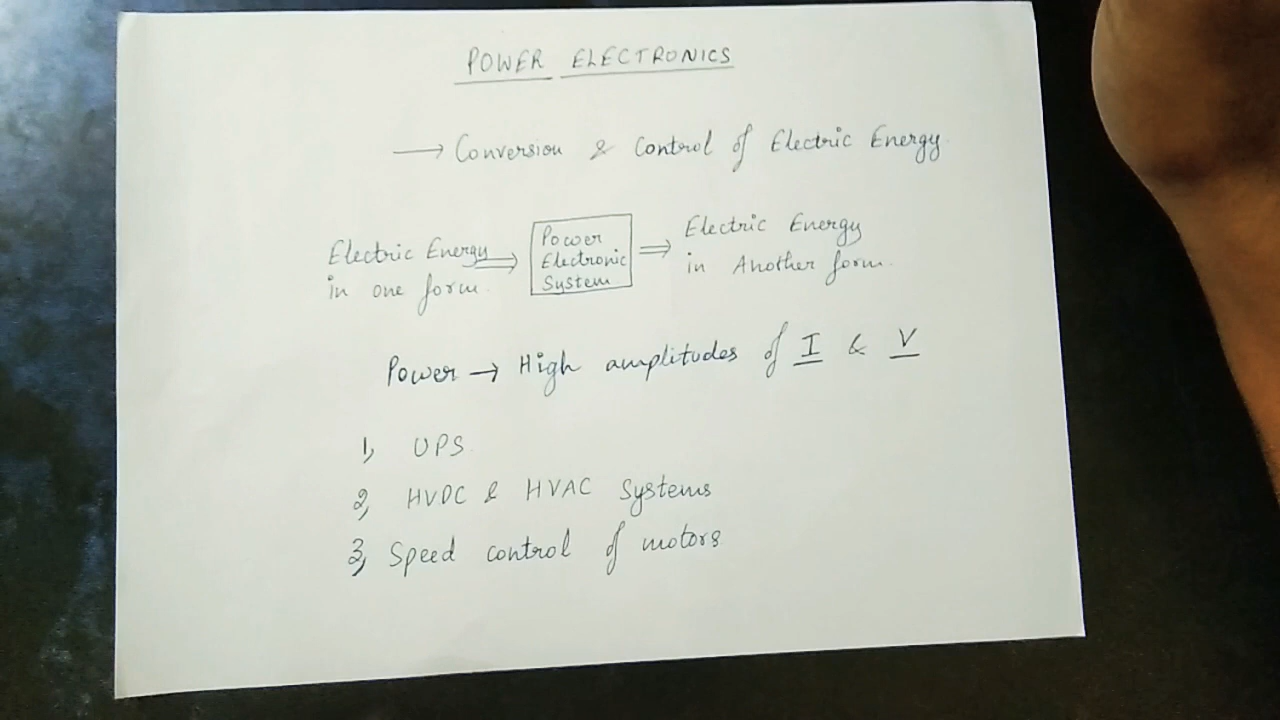 POWER ELECTRONICS
→ Conversion & Control of Electric Energy
Electric Energy
in one form.
Power
Electronic
System
Electric Energy
in Another form.
Power → High amplitudes of I & V
1, UPS
2, HVDC & HVAC Systems
3, Speed control of motors